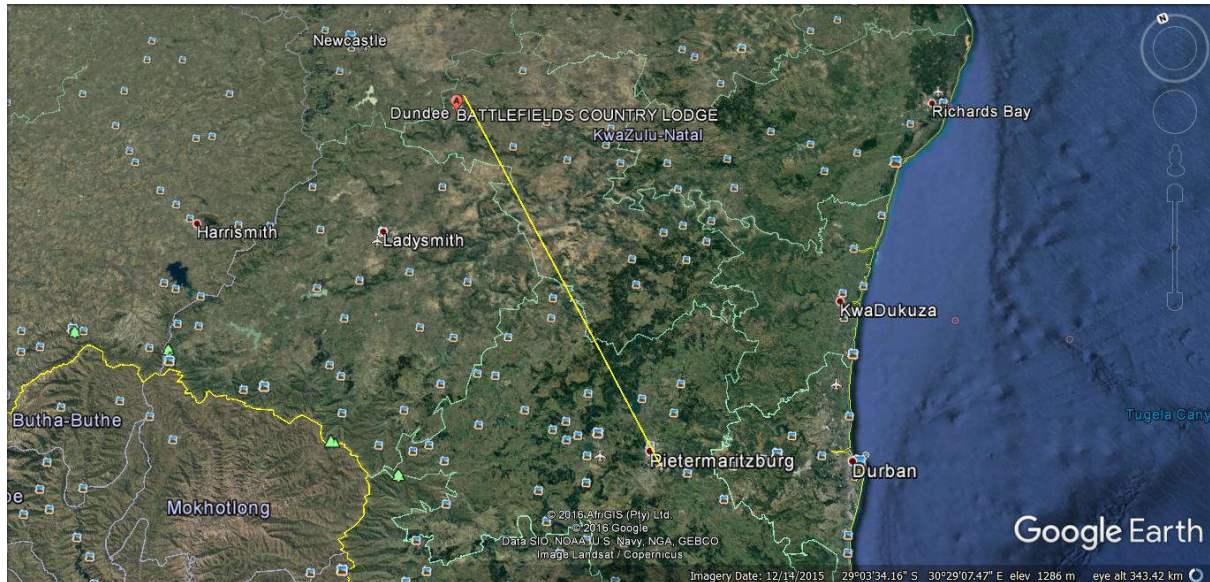 N
Newcastle
Dundee
A
BATTLEFIELDS COUNTRY LODGE
KwaZulu-Natal
Richards Bay
Harrismith
Ladysmith
KwaDukuza
Butha-Buthe
Tugela Cany
Pietermaritzburg
Durban
Mokhotlong
© 2016 AfriGIS (Pty) Ltd.
© 2016 Google
Data SIO, NOAA, U.S. Navy, NGA, GEBCO
Image Landsat / Copernicus
Google Earth
Imagery Date: 12/14/2015 29°03'34.16" S 30°29'07.47" E elev 1286 m eye alt 343.42 km